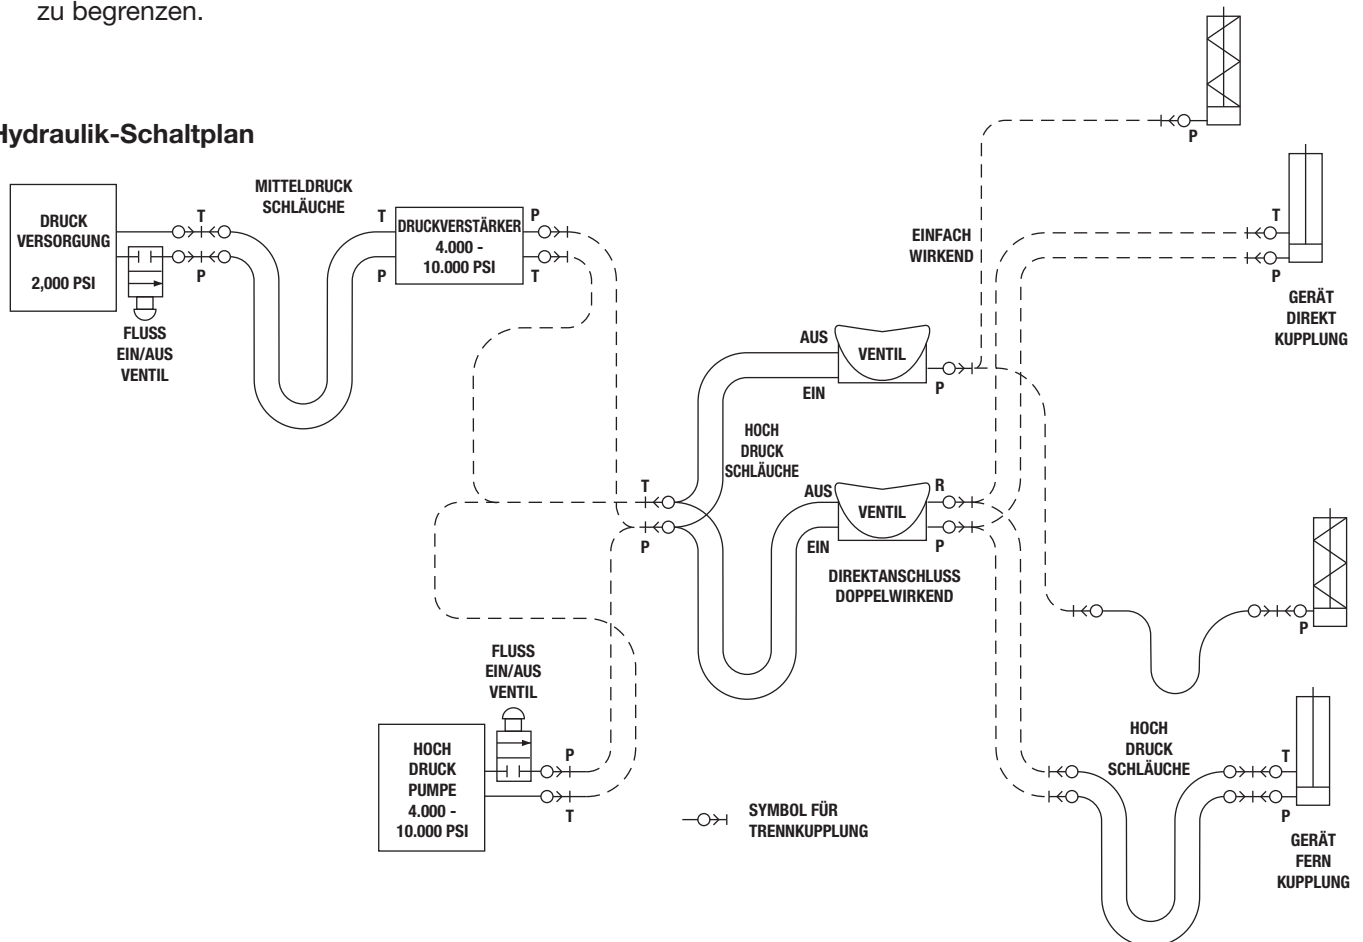 zu begrenzen.
Hydraulik-Schaltplan
DRUCK
VERSORGUNG
2,000 PSI
FLUSS
EIN/AUS
VENTIL
T
P
MITTELDRUCK
SCHLÄUCHE
T
P
DRUCKVERSTÄRKER
4.000 -
10.000 PSI
P
T
EINFACH
WIRKEND
P
T
P
GERÄT
DIREKT
KUPPLUNG
AUS
EIN
VENTIL
P
HOCH
DRUCK
SCHLÄUCHE
T
P
AUS
EIN
VENTIL
R
P
DIREKTANSCHLUSS
DOPPELWIRKEND
P
FLUSS
EIN/AUS
VENTIL
HOCH
DRUCK
PUMPE
4.000 -
10.000 PSI
P
T
SYMBOL FÜR
TRENNKUPPLUNG
HOCH
DRUCK
SCHLÄUCHE
T
P
GERÄT
FERN
KUPPLUNG